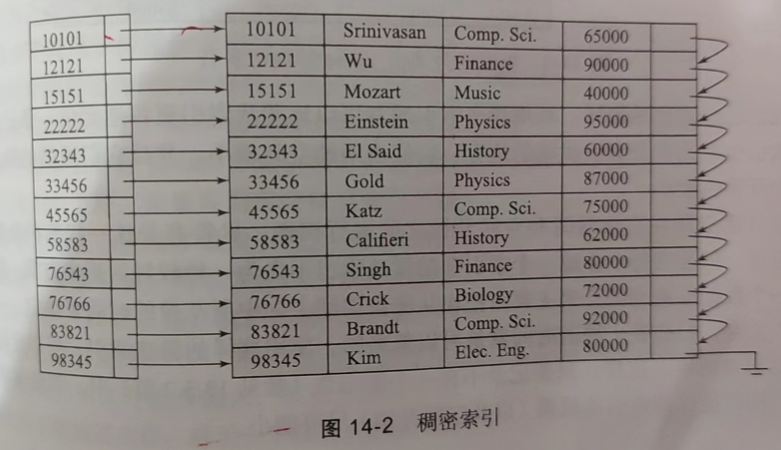 10101 10101 Srinivasan Comp. Sci. 65000
12121 12121 Wu Finance 90000
15151 15151 Mozart Music 40000
22222 22222 Einstein Physics 95000
32343 32343 El Said History 60000
33456 33456 Gold Physics 87000
45565 45565 Katz Comp. Sci. 75000
58583 58583 Califieri History 62000
76543 76543 Singh Finance 80000
76766 76766 Crick Biology 72000
83821 83821 Brandt Comp. Sci. 92000
98345 98345 Kim Elec. Eng. 80000
图 14-2 稠密索引